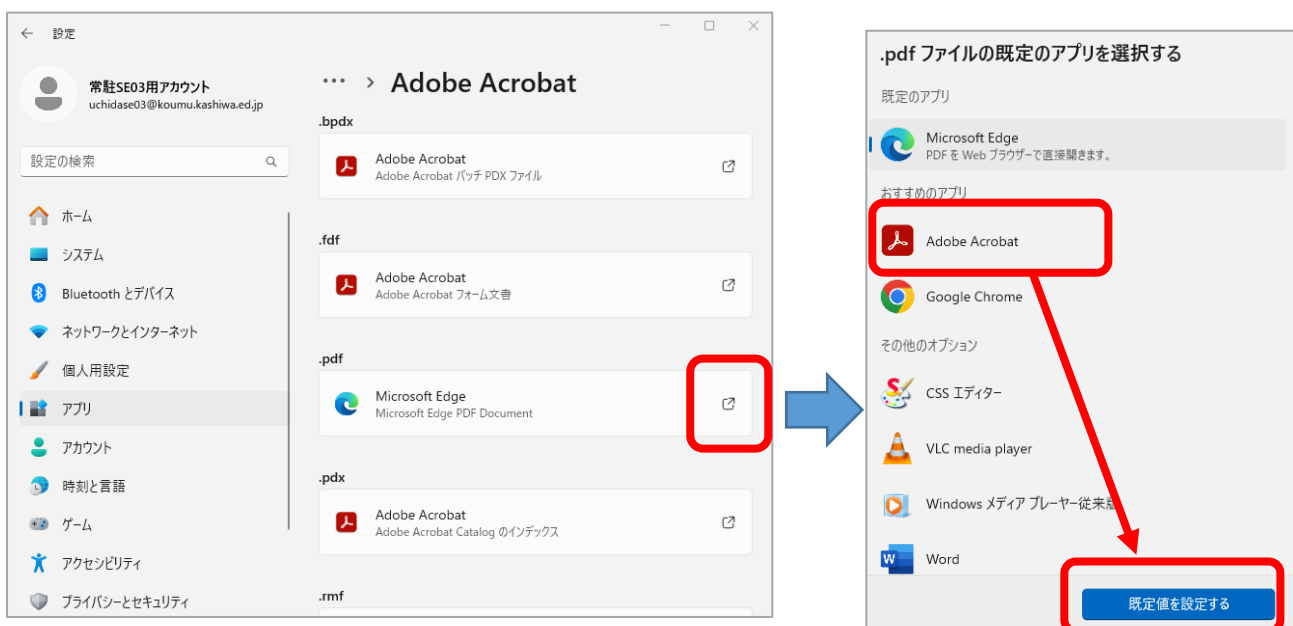 ← 設定
常駐SE03用アカウント
uchidase03@koumu.kashiwa.ed.jp
設定の検索
ホーム
システム
Bluetooth とデバイス
ネットワークとインターネット
個人用設定
アプリ
アカウント
時刻と言語
ゲーム
アクセシビリティ
プライバシーとセキュリティ
… › Adobe Acrobat
.bpdx
Adobe Acrobat
Adobe Acrobat バッチ PDX ファイル
.fdf
Adobe Acrobat
Adobe Acrobat フォーム文書
.pdf
Microsoft Edge
Microsoft Edge PDF Document
.pdx
Adobe Acrobat
Adobe Acrobat Catalog のインデックス
.rmf
.pdf ファイルの既定のアプリを選択する
既定のアプリ
Microsoft Edge
PDF を Web ブラウザーで直接開きます。
おすすめのアプリ
Adobe Acrobat
Google Chrome
その他のオプション
CSS エディター
VLC media player
Windows メディア プレーヤー従来版
Word
既定値を設定する